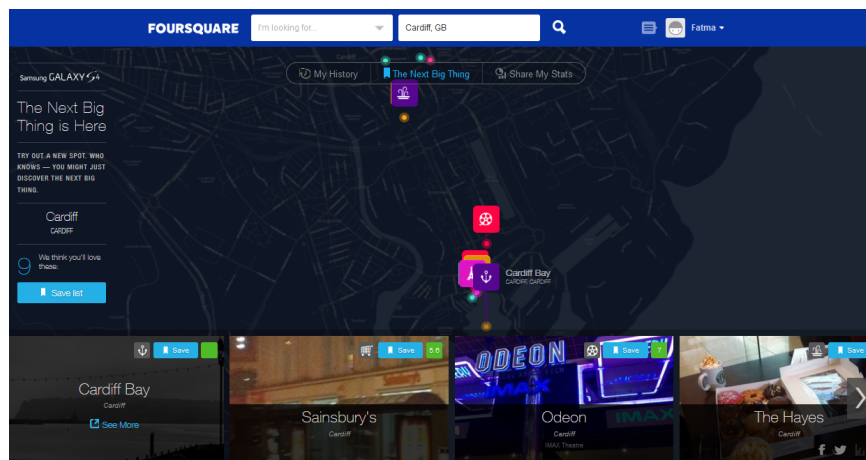 FOURSQUARE
I'm looking for...
Cardiff, GB
Fatma
My History
The Next Big Thing
Share My Stats
Samsung GALAXY S4
The Next Big
Thing is Here
TRY OUT A NEW SPOT. WHO
KNOWS — YOU MIGHT JUST
DISCOVER THE NEXT BIG
THING.
Cardiff
CARDIFF
9
We think you'll love
these:
Save list
Cardiff Bay
CARDIFF, CARDIFF
Save
Cardiff Bay
Cardiff
See More
Save
5.6
Sainsbury's
Cardiff
Save
7
ODEON
IMAX
IMAX
Odeon
Cardiff
IMAX Theatre
Save
The Hayes
Cardiff